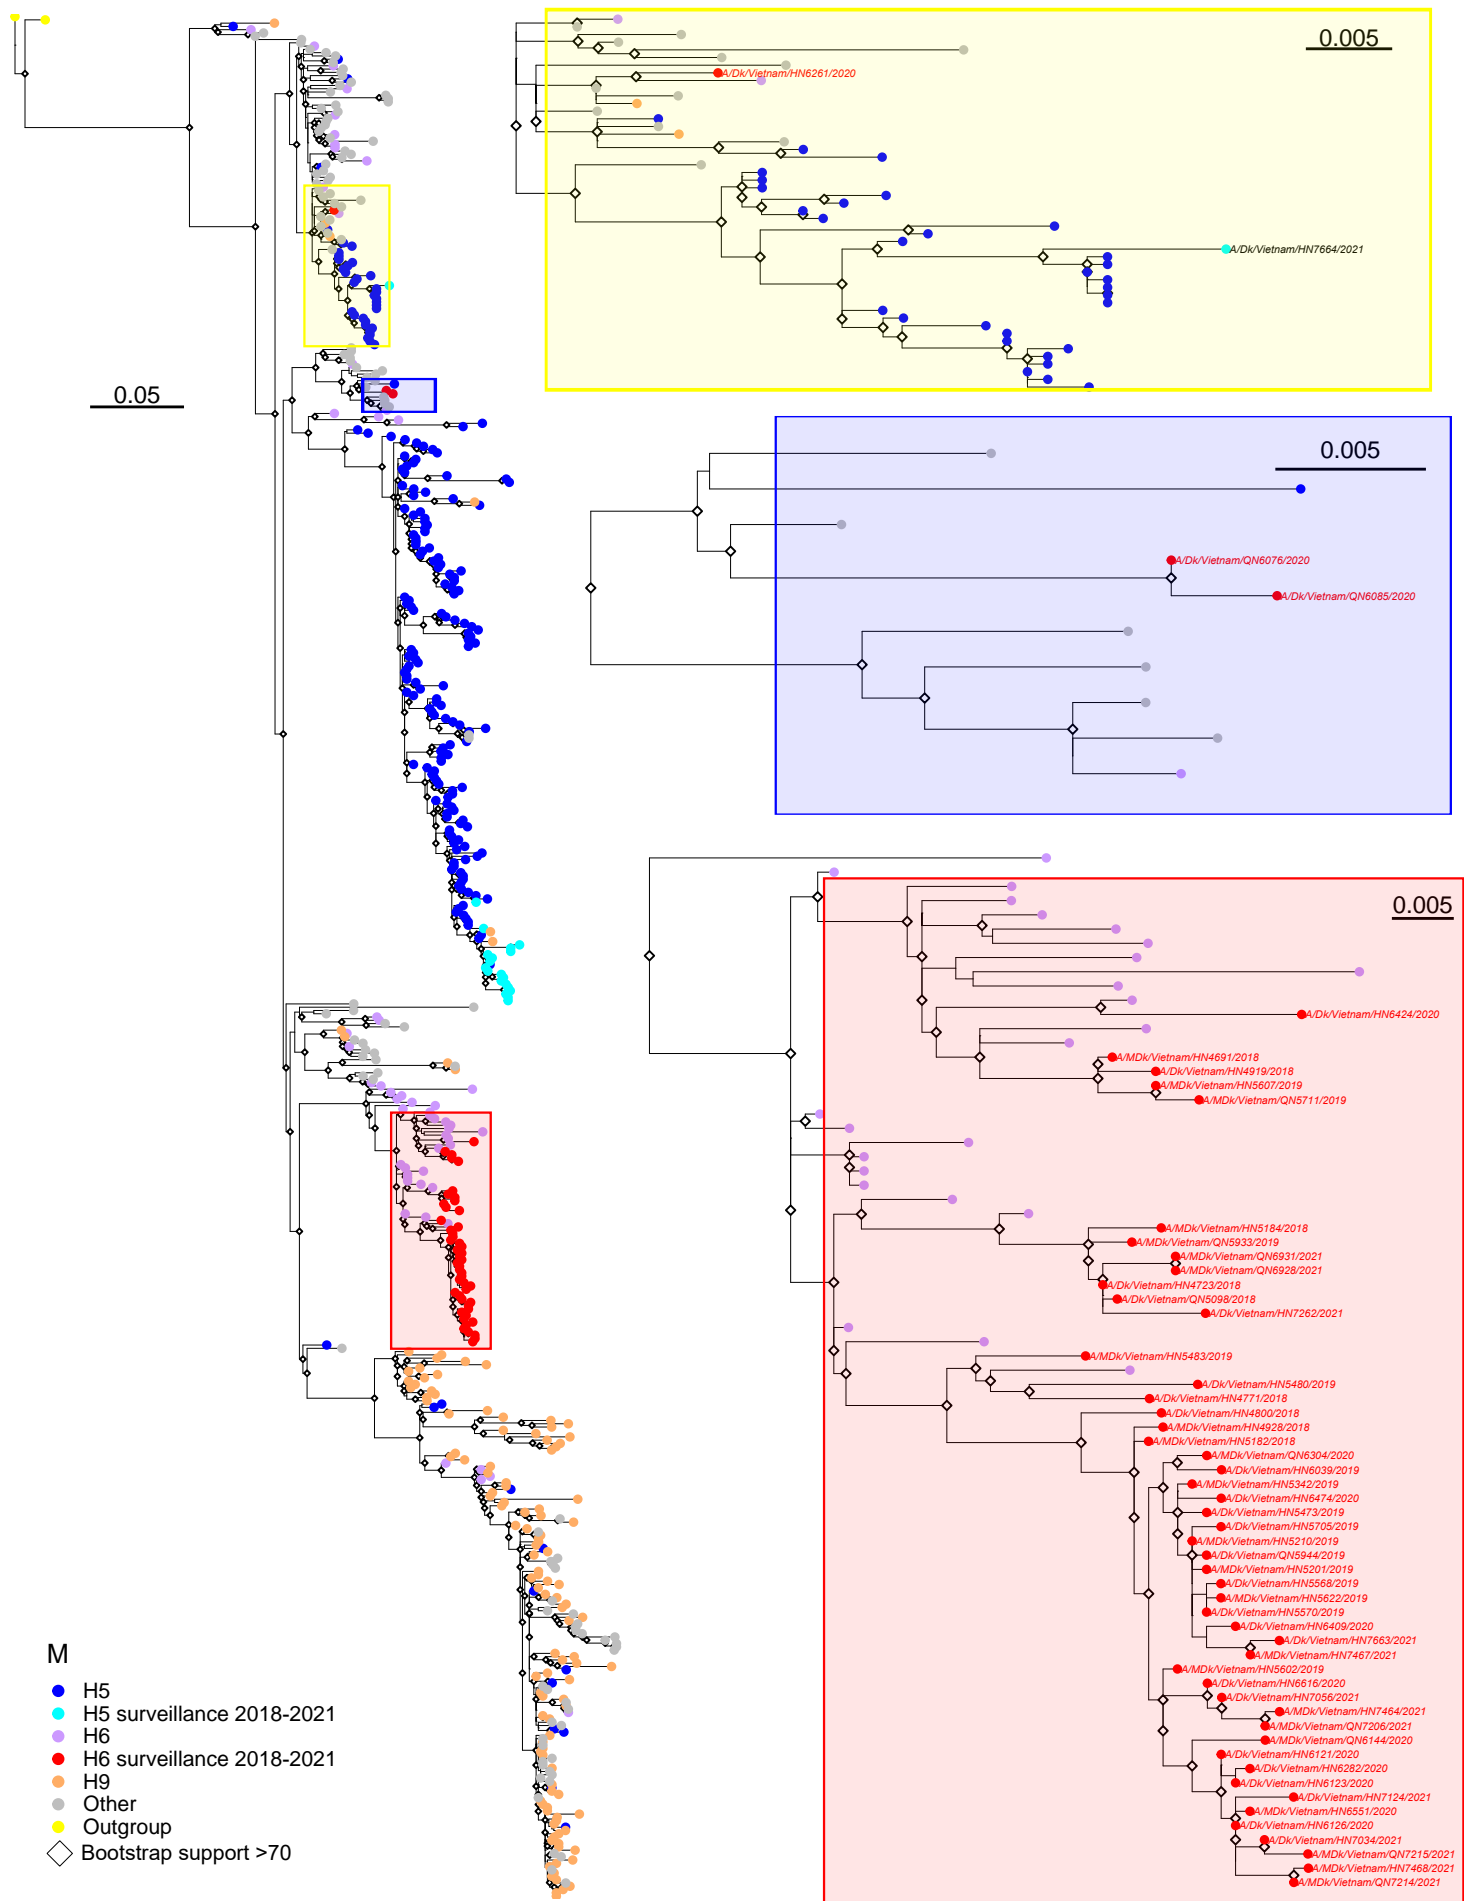 0.005
A/Dk/Vietnam/HN6261/2020
A/Dk/Vietnam/HN7664/2021
0.05
0.005
A/Dk/Vietnam/QN6076/2020
A/Dk/Vietnam/QN6085/2020
0.005
A/Dk/Vietnam/HN6424/2020
A/MDk/Vietnam/HN4691/2018
A/Dk/Vietnam/HN4919/2018
A/MDk/Vietnam/HN5607/2019
A/MDk/Vietnam/QN5711/2019
A/MDk/Vietnam/HN5184/2018
A/MDk/Vietnam/QN5933/2019
A/MDk/Vietnam/QN6931/2021
A/MDk/Vietnam/QN6928/2021
A/Dk/Vietnam/HN4723/2018
A/Dk/Vietnam/QN5098/2018
A/Dk/Vietnam/HN7262/2021
A/MDk/Vietnam/HN5483/2019
A/Dk/Vietnam/HN5480/2019
A/Dk/Vietnam/HN4771/2018
A/Dk/Vietnam/HN4800/2018
A/MDk/Vietnam/HN4928/2018
A/MDk/Vietnam/HN5182/2018
A/MDk/Vietnam/QN6304/2020
A/Dk/Vietnam/HN6039/2019
A/MDk/Vietnam/HN5342/2019
A/Dk/Vietnam/HN6474/2020
A/Dk/Vietnam/HN5473/2019
A/Dk/Vietnam/HN5705/2019
A/MDk/Vietnam/HN5210/2019
A/Dk/Vietnam/QN5944/2019
A/MDk/Vietnam/HN5201/2019
A/Dk/Vietnam/HN5568/2019
A/MDk/Vietnam/HN5622/2019
A/Dk/Vietnam/HN5570/2019
A/Dk/Vietnam/HN6409/2020
A/Dk/Vietnam/HN7663/2021
A/MDk/Vietnam/HN7467/2021
A/MDk/Vietnam/HN5602/2019
A/Dk/Vietnam/HN6616/2020
A/Dk/Vietnam/HN7056/2021
A/MDk/Vietnam/HN7464/2021
A/MDk/Vietnam/QN7206/2021
A/MDk/Vietnam/QN6144/2020
A/Dk/Vietnam/HN6121/2020
A/Dk/Vietnam/HN6282/2020
A/Dk/Vietnam/HN6123/2020
A/Dk/Vietnam/HN7124/2021
A/MDk/Vietnam/HN6551/2020
A/Dk/Vietnam/HN6126/2020
A/Dk/Vietnam/HN7034/2021
A/MDk/Vietnam/QN7215/2021
A/MDk/Vietnam/HN7468/2021
A/MDk/Vietnam/QN7214/2021
M
H5
H5 surveillance 2018-2021
H6
H6 surveillance 2018-2021
H9
Other
Outgroup
Bootstrap support >70